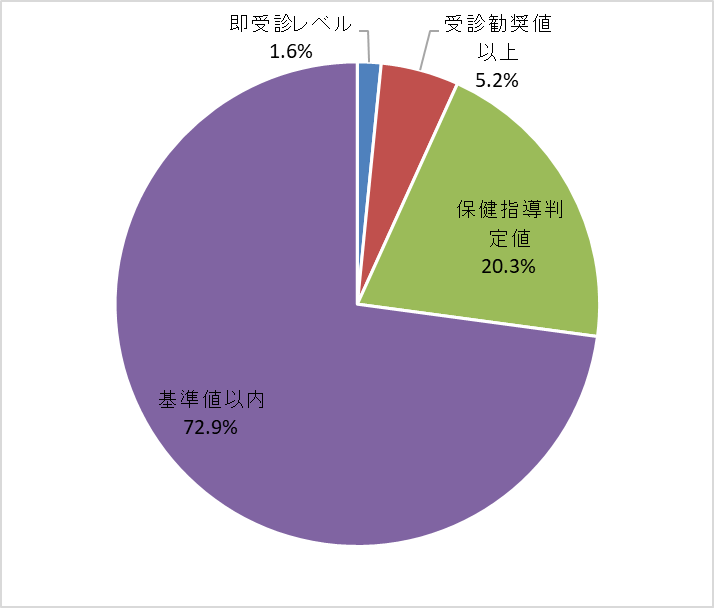 即受診レベル
1.6%
受診勧奨値
以上
5.2%
保健指導判
定値
20.3%
基準値以内
72.9%